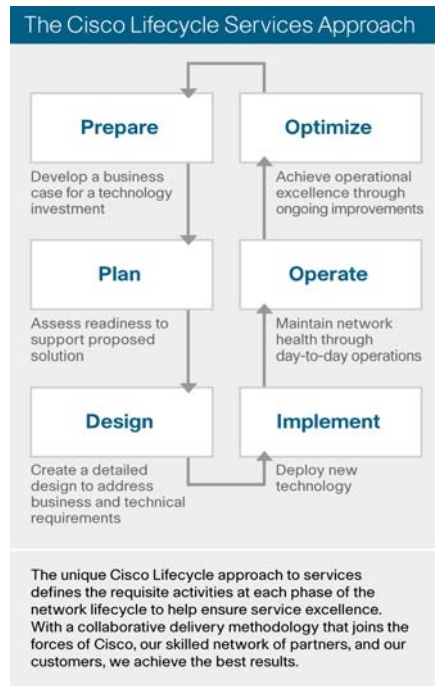 The Cisco Lifecycle Services Approach
Prepare
Develop a business
case for a technology
investment
Plan
Assess readiness to
support proposed
solution
Design
Create a detailed
design to address
business and technical
requirements
Implement
Deploy new
technology
Operate
Maintain network
health through
day-to-day operations
Optimize
Achieve operational
excellence through
ongoing improvements
The unique Cisco Lifecycle approach to services
defines the requisite activities at each phase of the
network lifecycle to help ensure service excellence.
With a collaborative delivery methodology that joins the
forces of Cisco, our skilled network of partners, and our
customers, we achieve the best results.